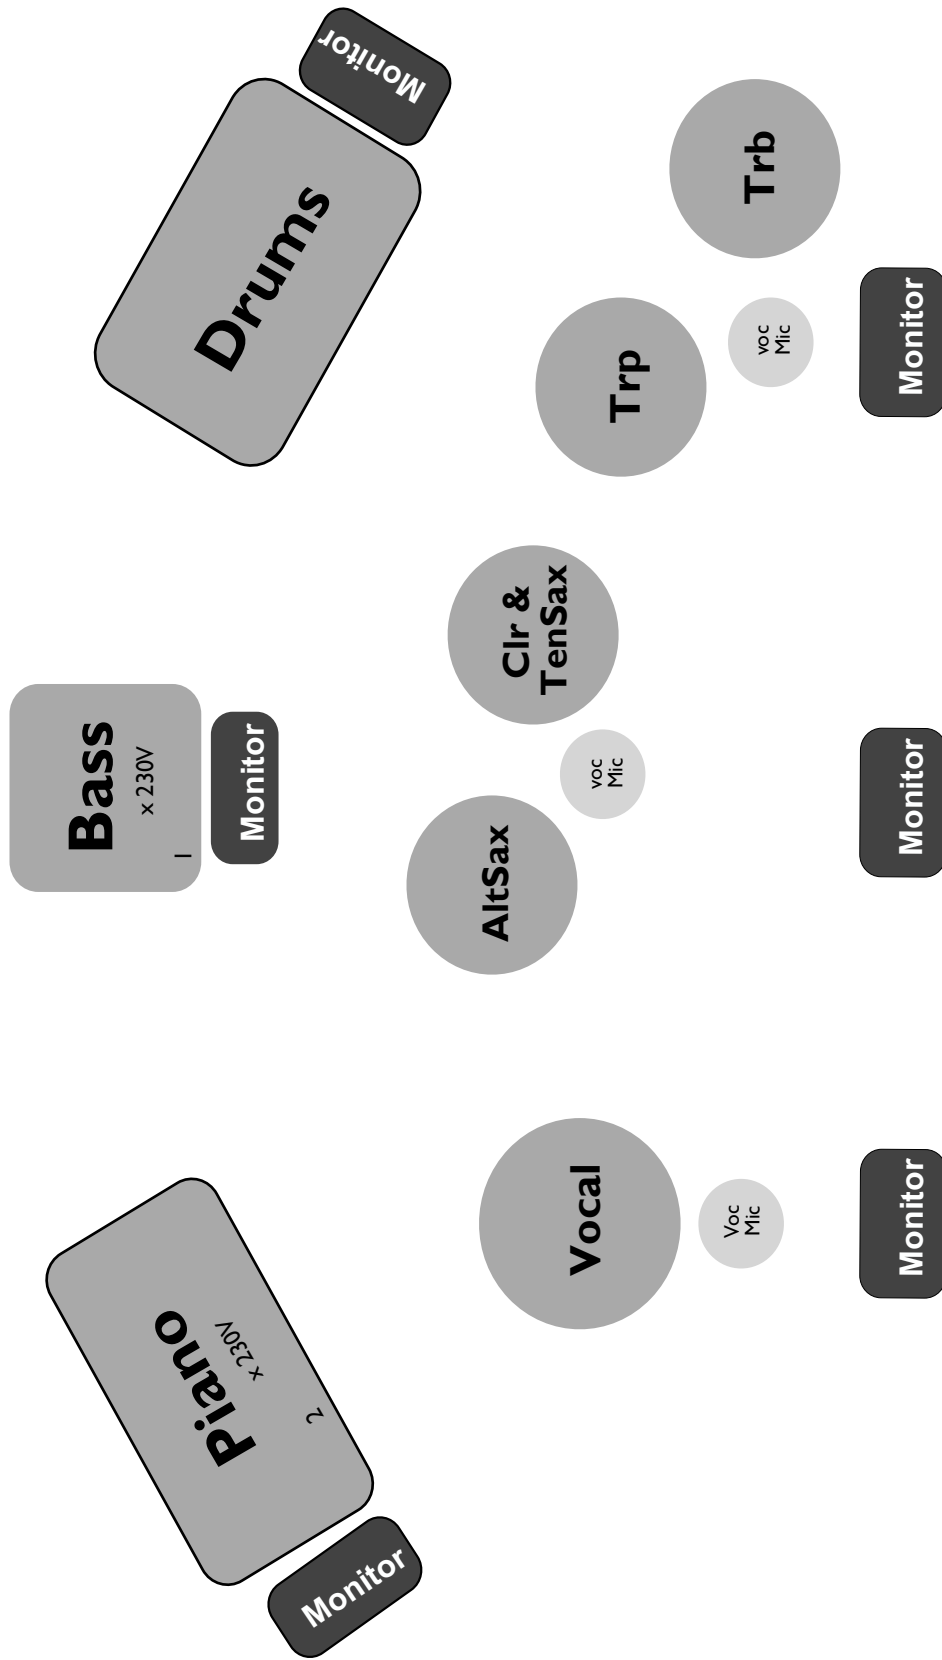 Bass
x 230V
1
Piano
x 230V
2
Drums
Monitor
Monitor
Monitor
AltSax
Clr &
TenSax
voc
Mic
Vocal
Voc
Mic
Trp
voc
Mic
Trb
Monitor
Monitor
Monitor